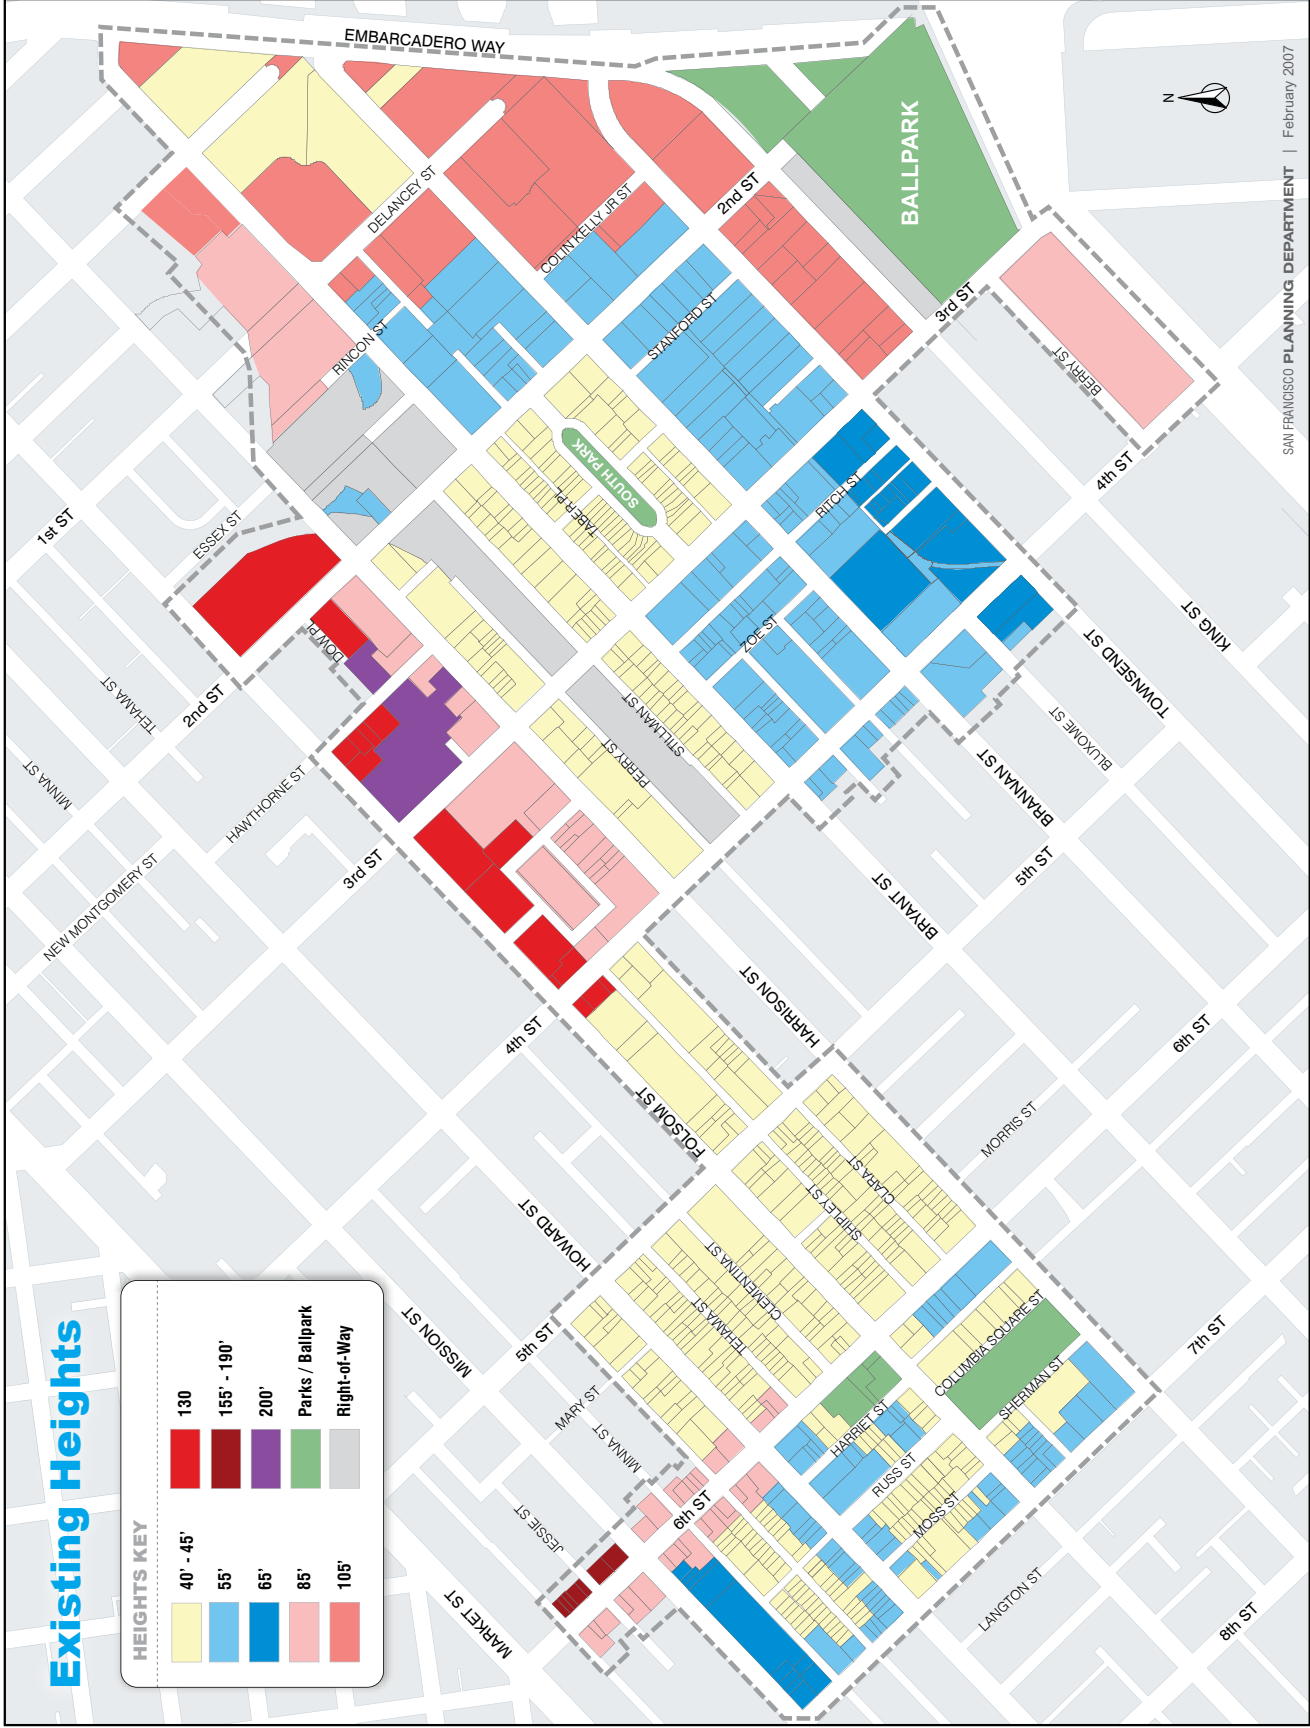 Existing Heights
HEIGHTS KEY
40' - 45'
55'
65'
85'
105'
130
155' - 190'
200'
Parks / Ballpark
Right-of-Way
EMBARCADERO WAY
DELANCEY ST
COLIN KELLY JR ST
2nd ST
BALLPARK
3rd ST
BERRY ST
4th ST
N
RINCON ST
STANFORD ST
SOUTH PARK
TABER PL
RITCH ST
ZOE ST
1st ST
ESSEX ST
DOW PL
TEHAMA ST
2nd ST
MINNA ST
HAWTHORNE ST
NEW MONTGOMERY ST
3rd ST
STILLMAN ST
PERRY ST
KING ST
TOWNSEND ST
BLUXOME ST
BRANNAN ST
5th ST
BRYANT ST
HARRISON ST
6th ST
4th ST
FOLSOM ST
MORRIS ST
CLARA ST
SHIPLEY ST
HOWARD ST
CLEMENTINA ST
TEHAMA ST
MISSION ST
5th ST
MARY ST
MINNA ST
JESSIE ST
6th ST
MARKET ST
HARRIET ST
RUSS ST
MOSS ST
COLUMBIA SQUARE ST
SHERMAN ST
7th ST
LANGTON ST
8th ST
SAN FRANCISCO PLANNING DEPARTMENT | February 2007